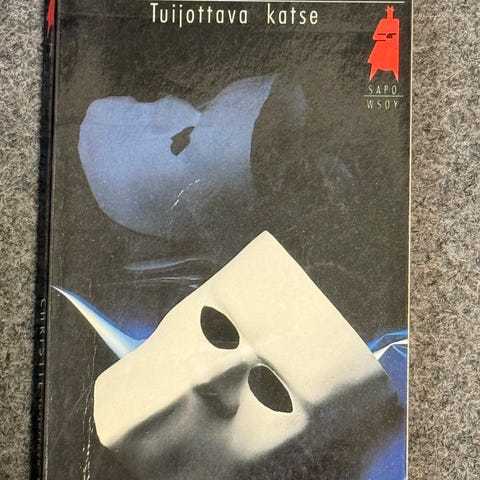 Tuijottava katse
SAPO
WSOY
CHRISTIE